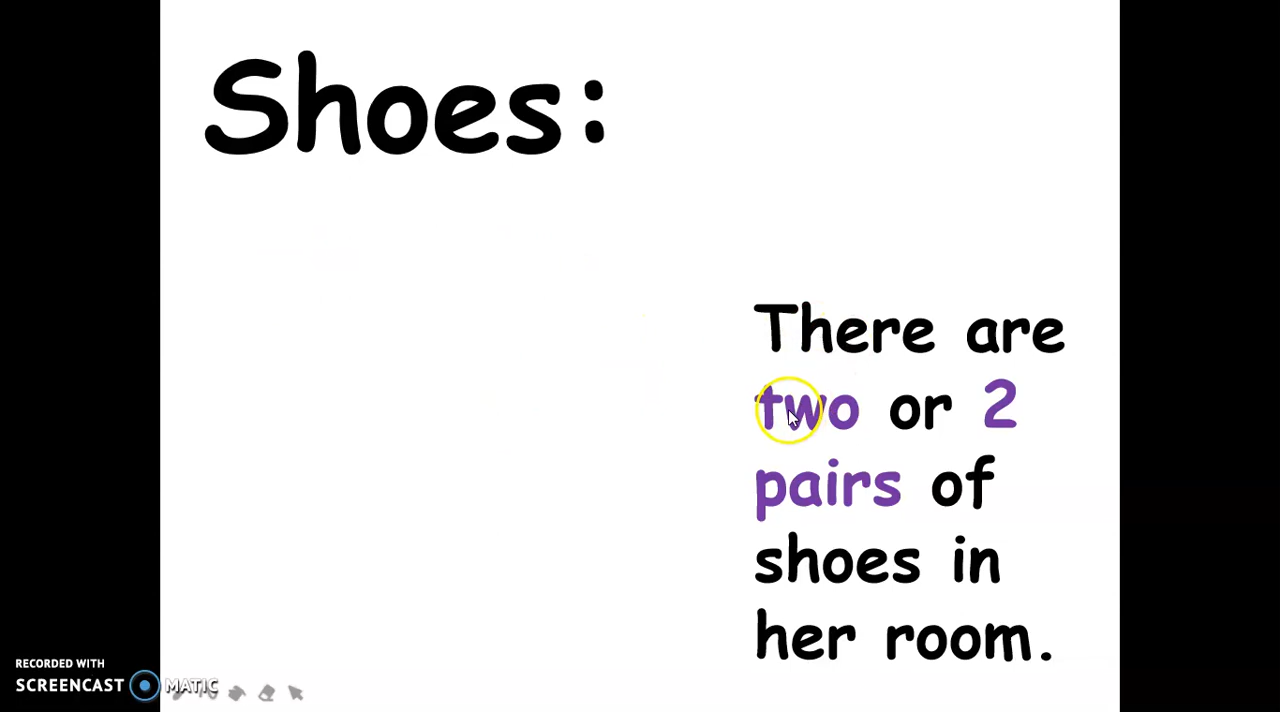 Shoes:
There are
two or 2
pairs of
shoes in
her room.
RECORDED WITH
SCREENCAST MATIC